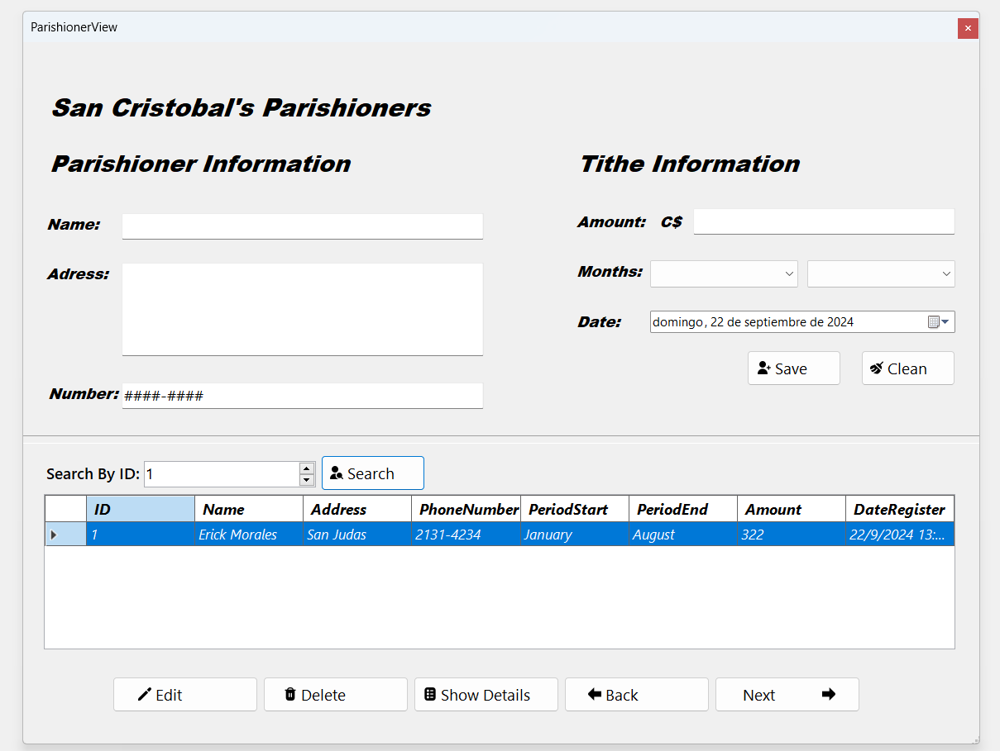 ParishionerView
San Cristobal's Parishioners
Parishioner Information
Tithe Information
Name:
Amount: C$
Adress:
Months:
Date: domingo, 22 de septiembre de 2024
Save Clean
Number: ####-####
Search By ID: 1 Search
ID Name Address PhoneNumber PeriodStart PeriodEnd Amount DateRegister
1 Erick Morales San Judas 2131-4234 January August 322 22/9/2024 13:...
Edit Delete Show Details Back Next